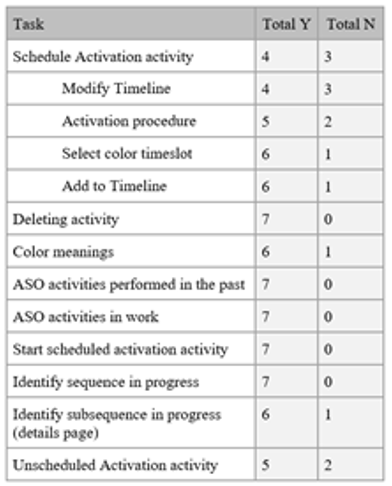 Task Total Y Total N
Schedule Activation activity 4 3
Modify Timeline 4 3
Activation procedure 5 2
Select color timeslot 6 1
Add to Timeline 6 1
Deleting activity 7 0
Color meanings 6 1
ASO activities performed in the past 7 0
ASO activities in work 7 0
Start scheduled activation activity 7 0
Identify sequence in progress 7 0
Identify subsequence in progress 6 1
(details page)
Unscheduled Activation activity 5 2